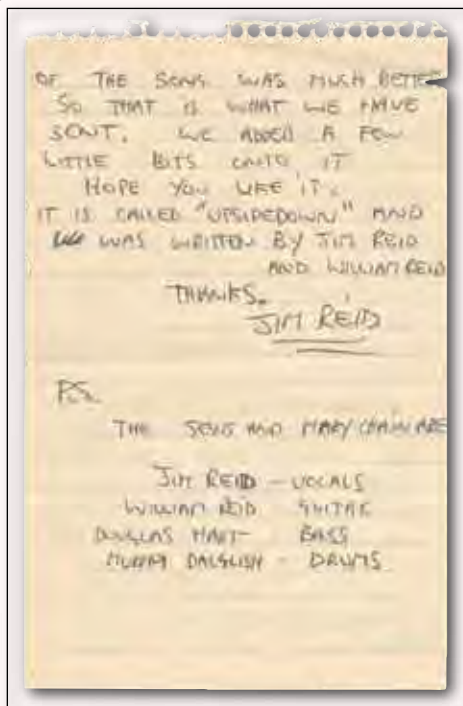 OF THE SONG WAS MUCH BETTER
SO THAT IS WHAT WE HAVE
SENT. WE ADDED A FEW
LITTLE BITS ONTO IT
HOPE YOU LIKE IT.
IT IS CALLED "UPSIDEDOWN" AND
WAS WRITTEN BY JIM REID
AND WILLIAM REID
THANKS.
JIM REID
P.S.
THE JESUS AND MARY CHAIN ARE
JIM REID - VOCALS
WILLIAM REID GUITAR
DOUGLAS HART - BASS
MURRAY DALGLISH - DRUMS